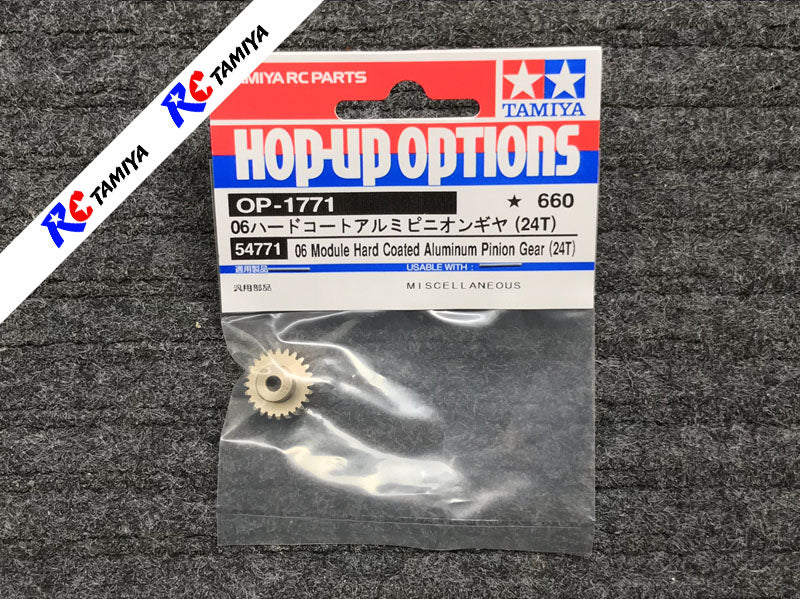 RC TAMIYA
RC TAMIYA
TAMIYA RC PARTS
TAMIYA
HOP-UP OPTIONS
OP-1771
★ 660
06ハードコートアルミピニオンギヤ (24T)
54771 06 Module Hard Coated Aluminum Pinion Gear (24T)
適用製品 USABLE WITH :
汎用部品 MISCELLANEOUS